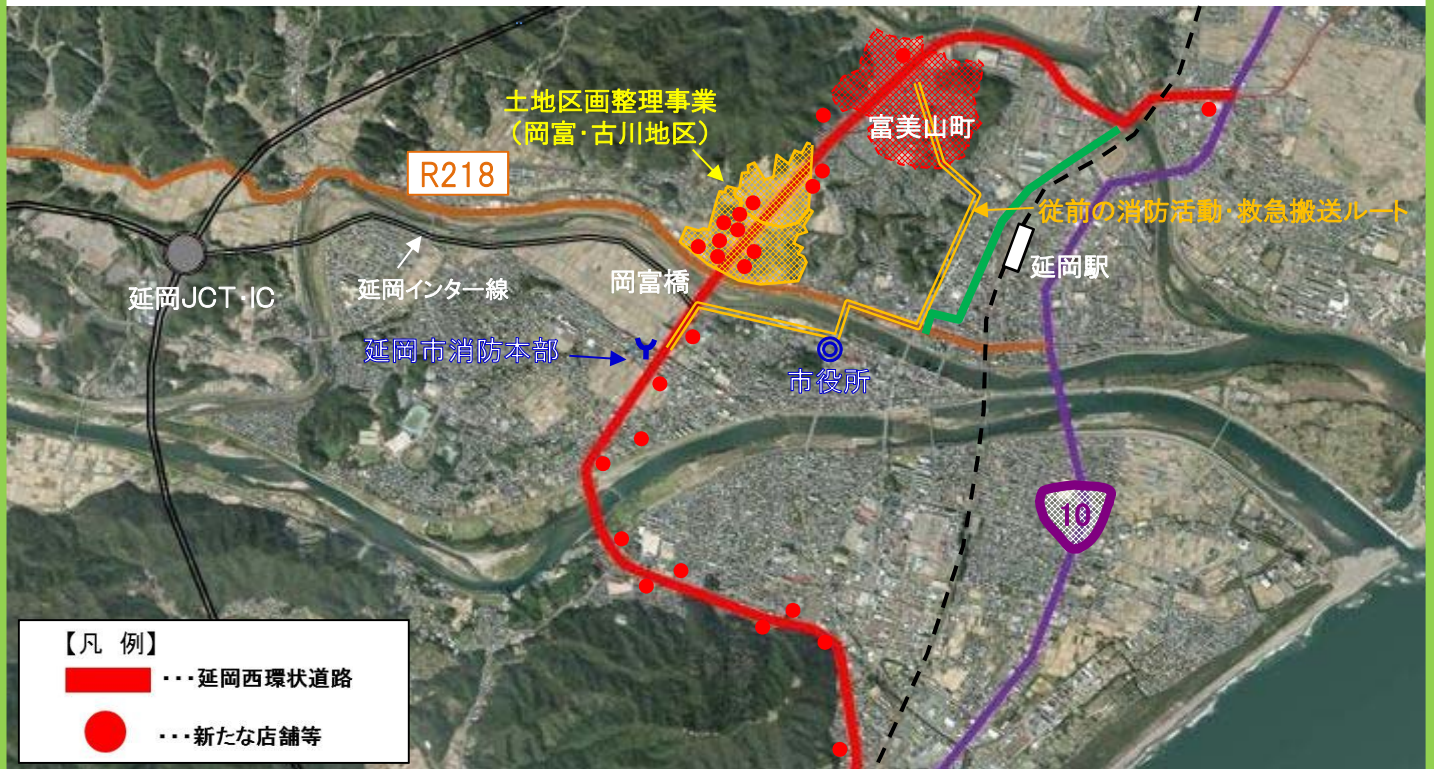 土地区画整理事業
（岡富・古川地区）
富美山町
R218
従前の消防活動・救急搬送ルート
延岡駅
岡富橋
延岡JCT・IC
延岡インター線
延岡市消防本部
市役所
10
【凡　例】
・・・延岡西環状道路
・・・新たな店舗等